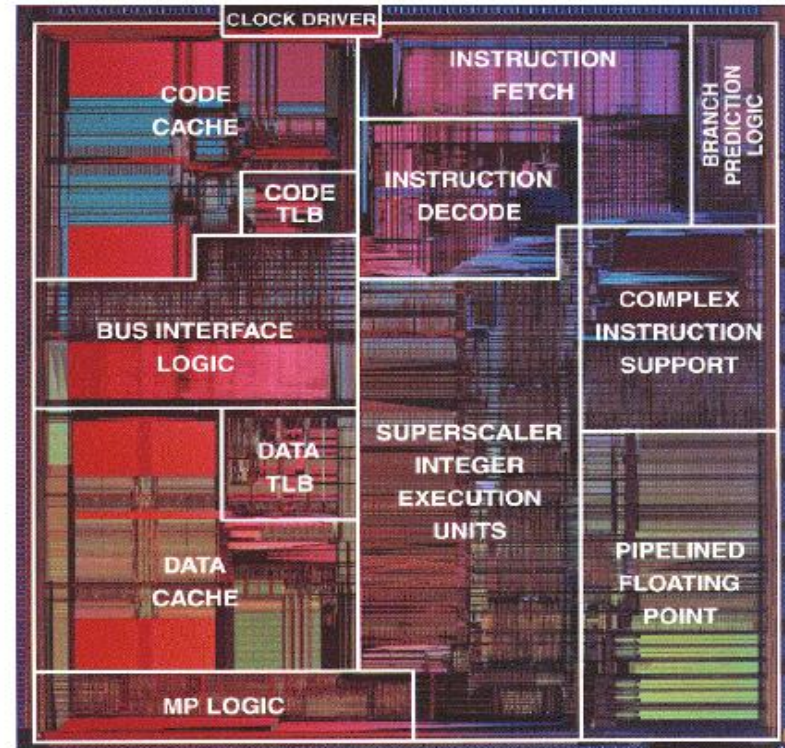 CLOCK DRIVER
CODE
CACHE
INSTRUCTION
FETCH
BRANCH
PREDICTION
LOGIC
CODE
TLB
INSTRUCTION
DECODE
BUS INTERFACE
LOGIC
COMPLEX
INSTRUCTION
SUPPORT
SUPERSCALER
INTEGER
EXECUTION
UNITS
DATA
TLB
DATA
CACHE
PIPELINED
FLOATING
POINT
MP LOGIC